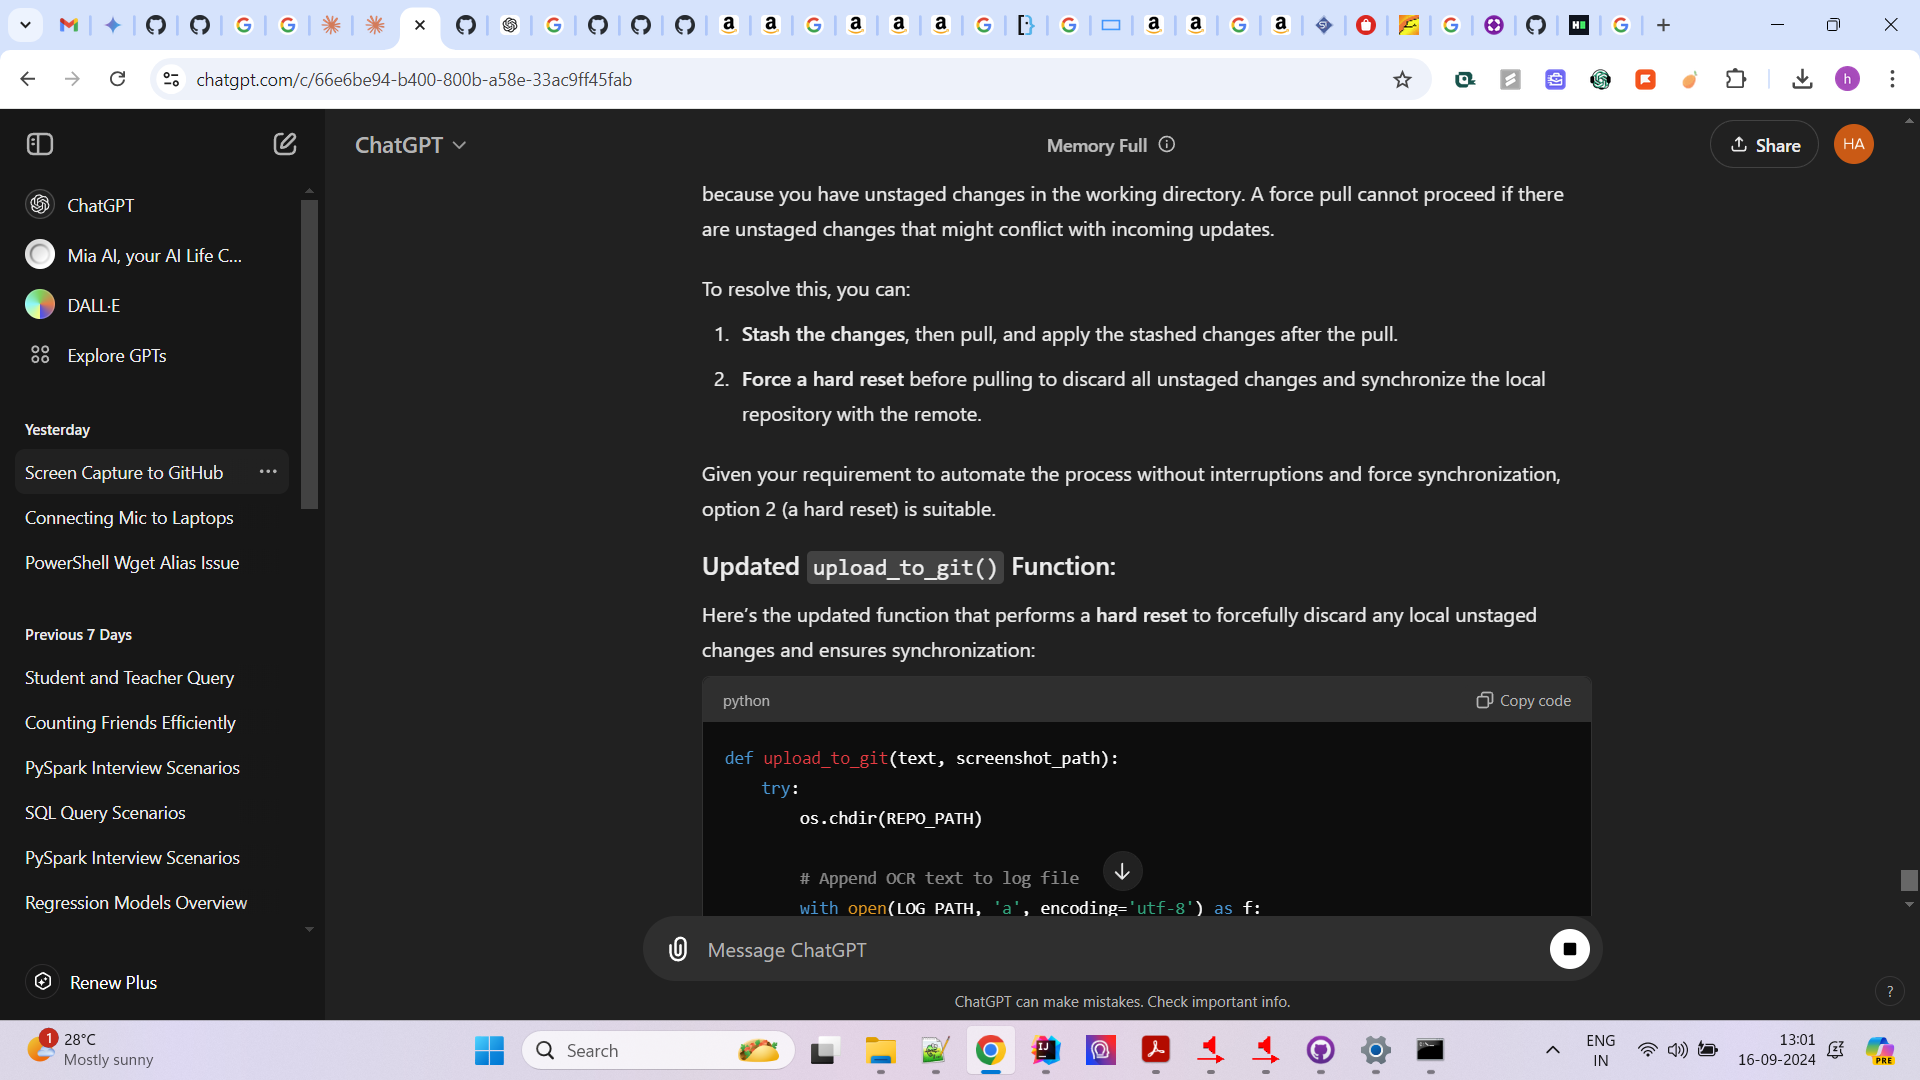 chatgpt.com/c/66e6be94-b400-800b-a58e-33ac9ff45fab
h
ChatGPT
Memory Full
Share
HA
ChatGPT
Mia AI, your AI Life C...
DALL·E
Explore GPTs
Yesterday
Screen Capture to GitHub
Connecting Mic to Laptops
PowerShell Wget Alias Issue
Previous 7 Days
Student and Teacher Query
Counting Friends Efficiently
PySpark Interview Scenarios
SQL Query Scenarios
PySpark Interview Scenarios
Regression Models Overview
Renew Plus
because you have unstaged changes in the working directory. A force pull cannot proceed if there
are unstaged changes that might conflict with incoming updates.
To resolve this, you can:
1. Stash the changes, then pull, and apply the stashed changes after the pull.
2. Force a hard reset before pulling to discard all unstaged changes and synchronize the local
repository with the remote.
Given your requirement to automate the process without interruptions and force synchronization,
option 2 (a hard reset) is suitable.
Updated upload_to_git() Function:
Here’s the updated function that performs a hard reset to forcefully discard any local unstaged
changes and ensures synchronization:
python
Copy code
def upload_to_git(text, screenshot_path):
try:
os.chdir(REPO_PATH)
# Append OCR text to log file
with open(LOG_PATH, 'a', encoding='utf-8') as f:
Message ChatGPT
ChatGPT can make mistakes. Check important info.
?
1
28°C
Mostly sunny
Search
ENG
IN
13:01
16-09-2024
PRE